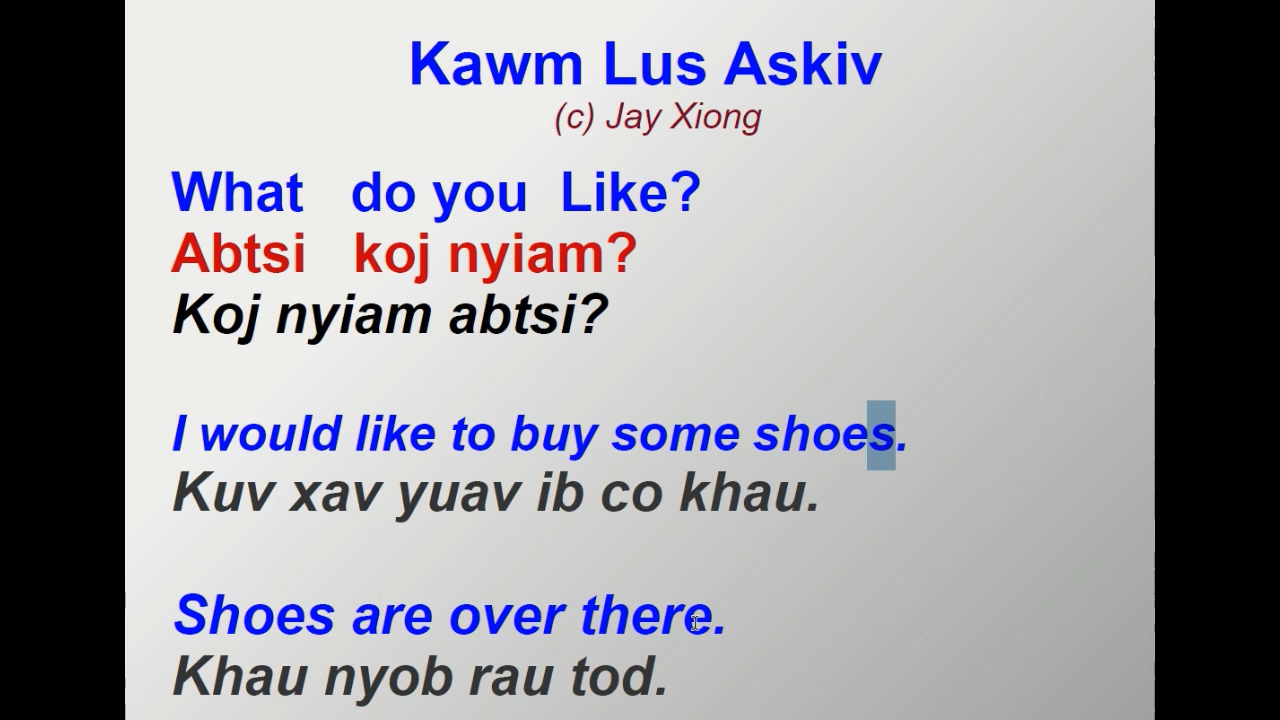 Kawm Lus Askiv
(c) Jay Xiong
What do you Like?
Abtsi koj nyiam?
Koj nyiam abtsi?
I would like to buy some shoes.
Kuv xav yuav ib co khau.
Shoes are over there.
Khau nyob rau tod.